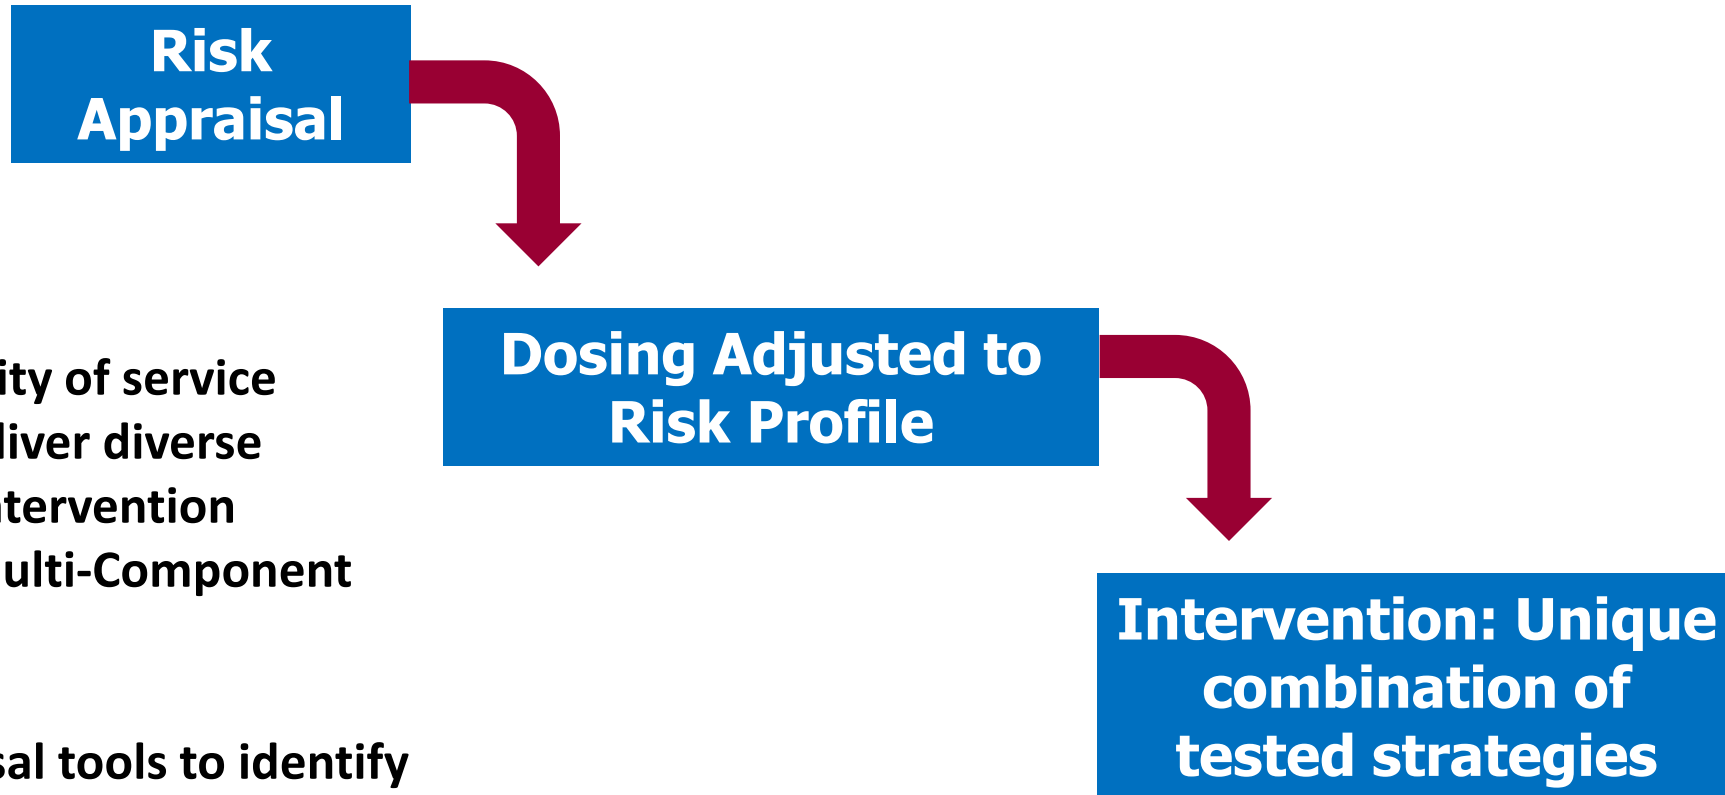 Risk
Appraisal
Dosing Adjusted to
Risk Profile
ity of service
liver diverse
ntervention
ulti-Component
Intervention: Unique
combination of
tested strategies
sal tools to identify